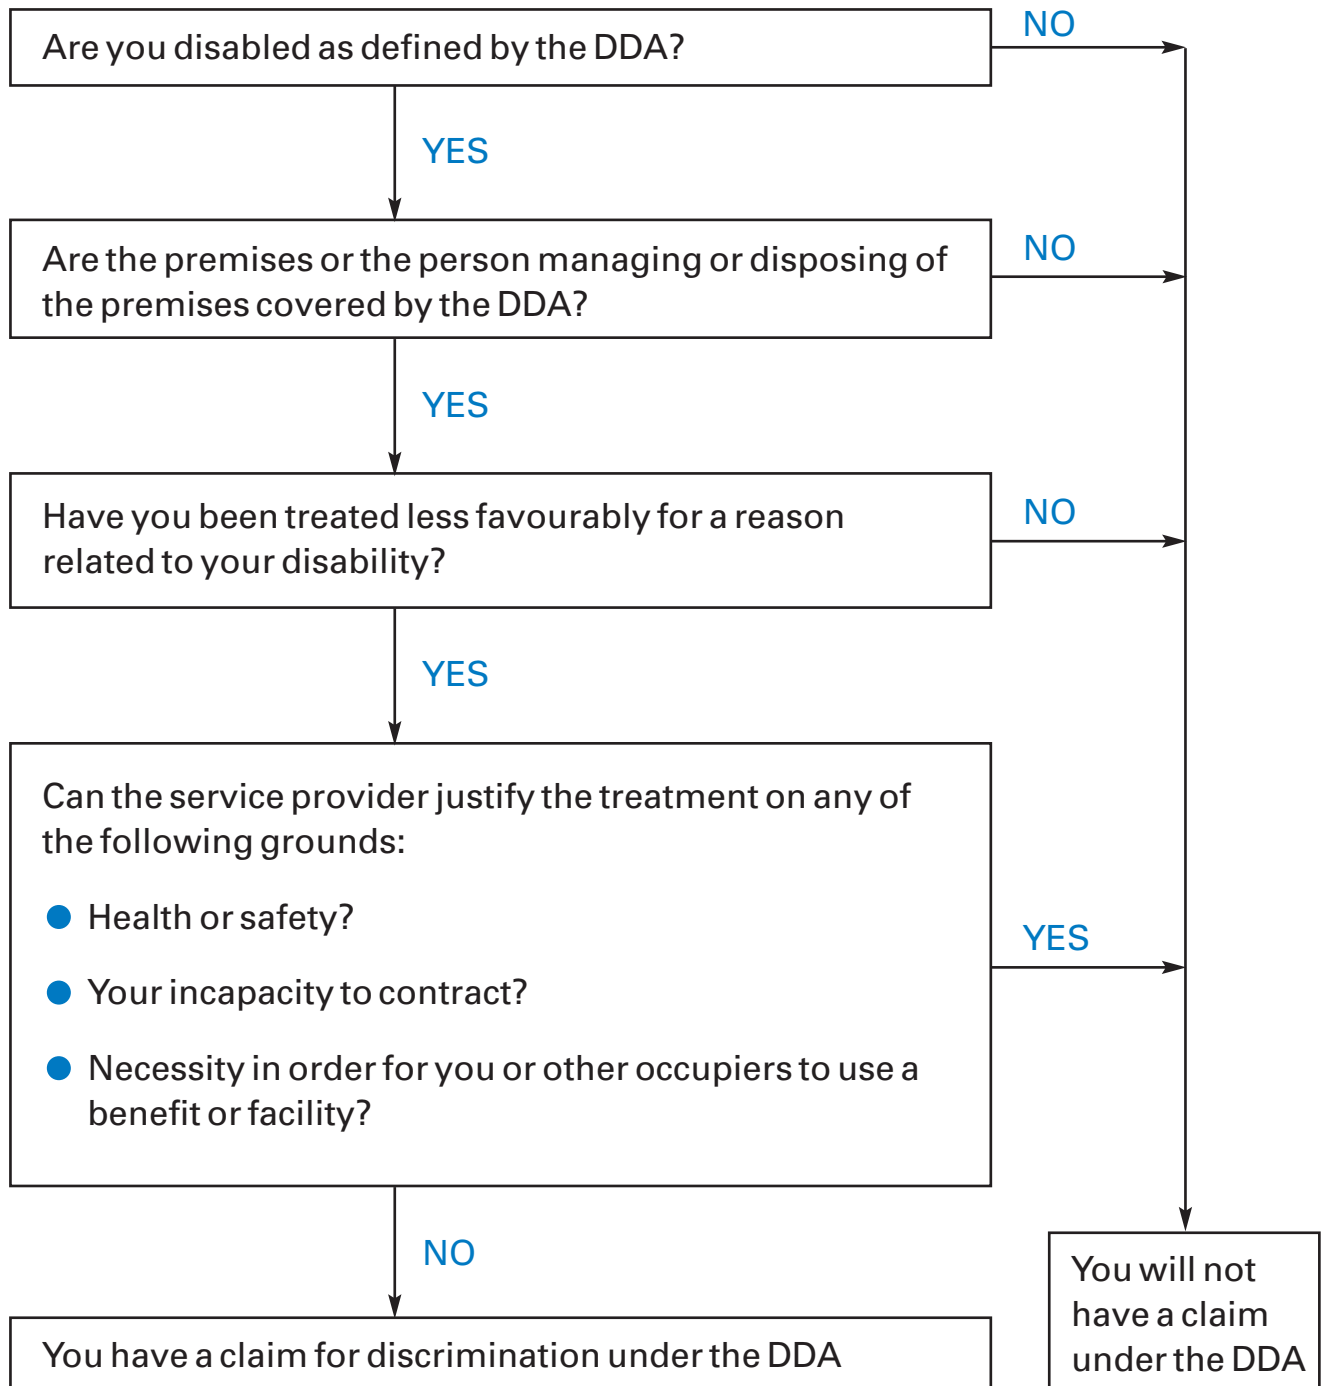 Are you disabled as defined by the DDA?
NO
YES
Are the premises or the person managing or disposing of
the premises covered by the DDA?
NO
YES
Have you been treated less favourably for a reason
related to your disability?
NO
YES
Can the service provider justify the treatment on any of
the following grounds:
● Health or safety?
● Your incapacity to contract?
● Necessity in order for you or other occupiers to use a
benefit or facility?
YES
NO
You have a claim for discrimination under the DDA
You will not
have a claim
under the DDA